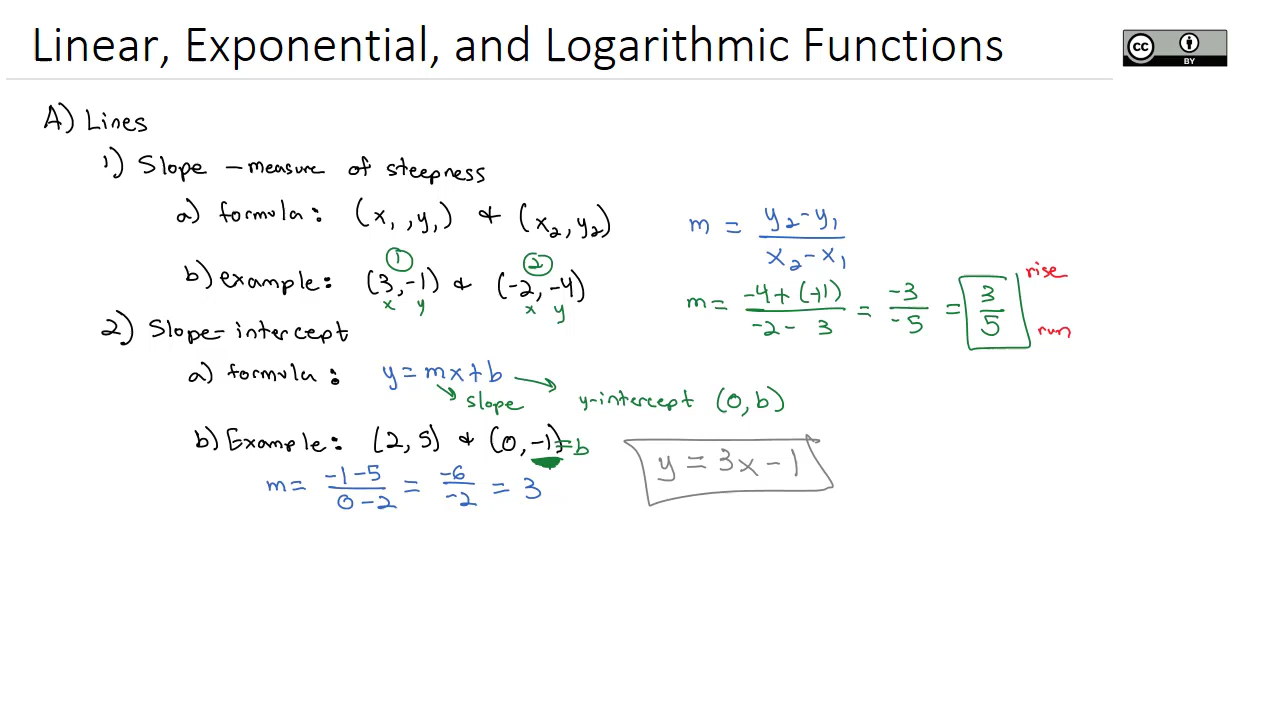 Linear, Exponential, and Logarithmic Functions
cc BY
A) Lines
1) Slope – measure of steepness
a) formula: (x₁, y₁) & (x₂, y₂) m = (y₂ - y₁)/(x₂ - x₁)
① ②
b) example: (3, -1) & (-2, -4) m = (-4 + (+1))/(-2 - 3) = -3/-5 = 3/5 rise run
x y x y
2) Slope-intercept
a) formula: y = mx + b
slope y-intercept (0, b)
b) Example: (2, 5) & (0, -1) = b y = 3x - 1
m = (-1 - 5)/(0 - 2) = -6/-2 = 3